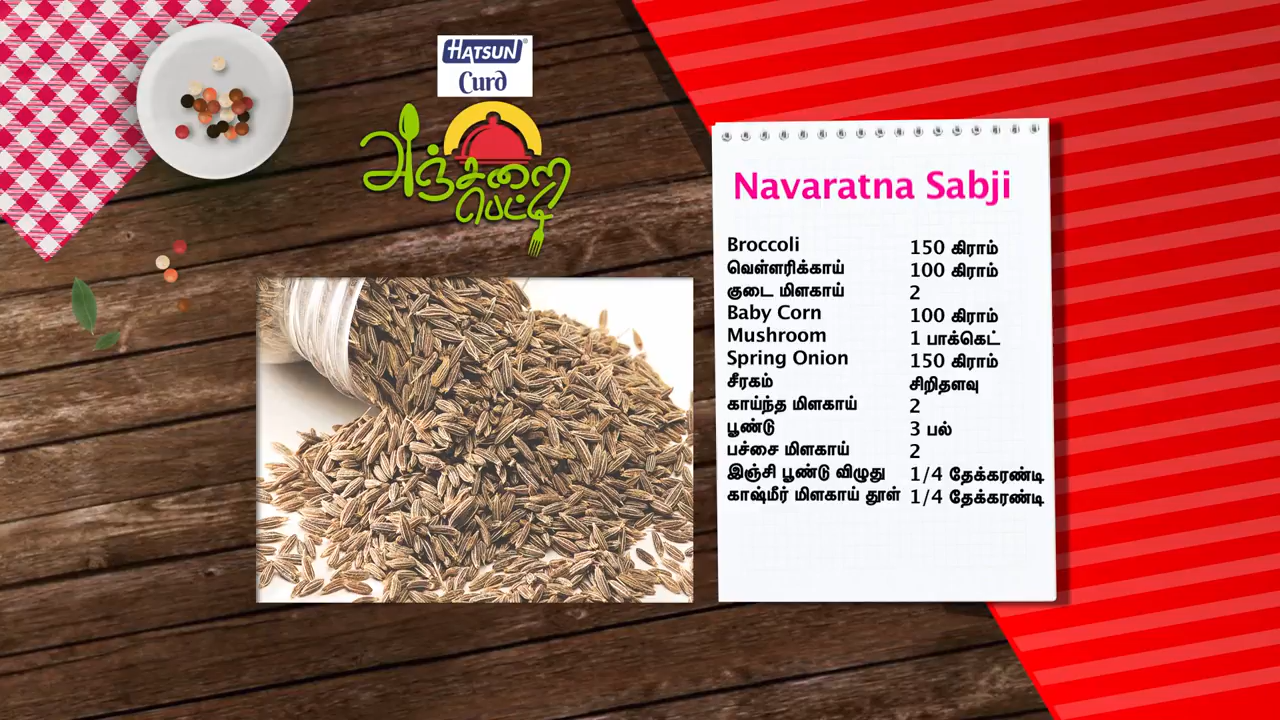 HATSUN
Curd
அஞ்சறை
பெட்டி
Navaratna Sabji
Broccoli 150 கிராம்
வெள்ளரிக்காய் 100 கிராம்
குடை மிளகாய் 2
Baby Corn 100 கிராம்
Mushroom 1 பாக்கெட்
Spring Onion 150 கிராம்
சீரகம் சிறிதளவு
காய்ந்த மிளகாய் 2
பூண்டு 3 பல்
பச்சை மிளகாய் 2
இஞ்சி பூண்டு விழுது 1/4 தேக்கரண்டி
காஷ்மீர் மிளகாய் தூள் 1/4 தேக்கரண்டி